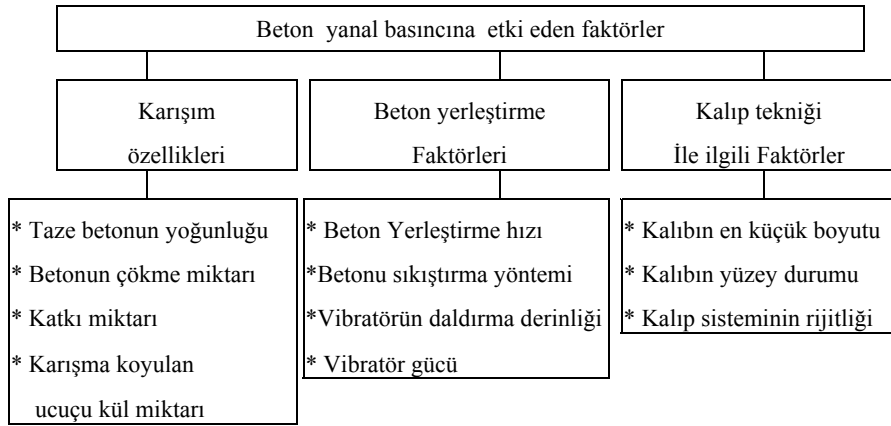 Beton yanal basıncına etki eden faktörler
Karışım
özellikleri
Beton yerleştirme
Faktörleri
Kalıp tekniği
İle ilgili Faktörler
* Taze betonun yoğunluğu
* Betonun çökme miktarı
* Katkı miktarı
* Karışma koyulan
ucuçu kül miktarı
* Beton Yerleştirme hızı
*Betonu sıkıştırma yöntemi
*Vibratörün daldırma derinliği
* Vibratör gücü
* Kalıbın en küçük boyutu
* Kalıbın yüzey durumu
* Kalıp sisteminin rijitliği